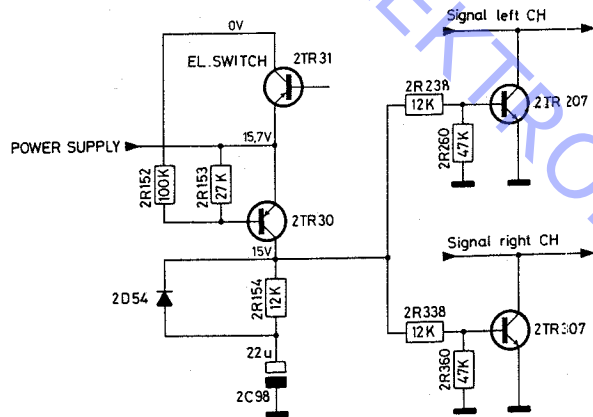 Signal left CH
0V
EL.SWITCH
2TR31
2R238
12K
2TR207
2R260
47K
POWER SUPPLY
15,7V
2R152
100K
2R153
27K
2TR30
Signal right CH
15V
2D54
2R154
12K
2R338
12K
2TR307
2R360
47K
22u
2C98